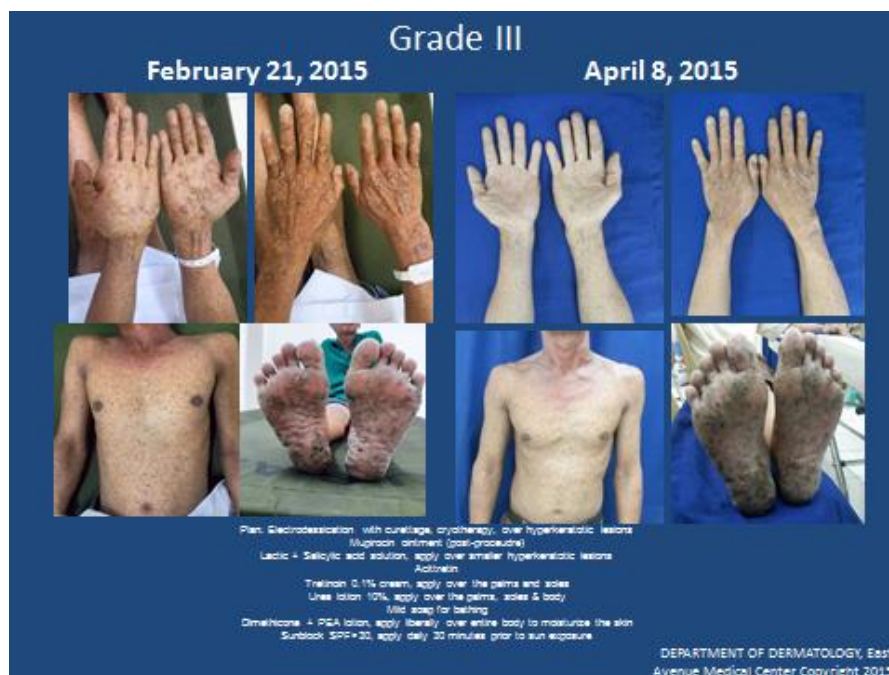 Grade III
February 21, 2015
April 8, 2015
Plan: Electrodessication with curettage, cryotherapy, over hyperkeratotic lesions
Mupirocin ointment (post-proceudre)
Lactic + Salicylic acid solution, apply over smaller hyperkeratotic lesions
Acitretin
Tretinoin 0.1% cream, apply over the palms and soles
Urea lotion 10%, apply over the palms, soles & body
Mild soap for bathing
Dimethicone + PEA lotion, apply liberally over entire body to moisturize the skin
Sunblock SPF+30, apply daily 30 minutes prior to sun exposure
DEPARTMENT OF DERMATOLOGY, East
Avenue Medical Center Copyright 2015